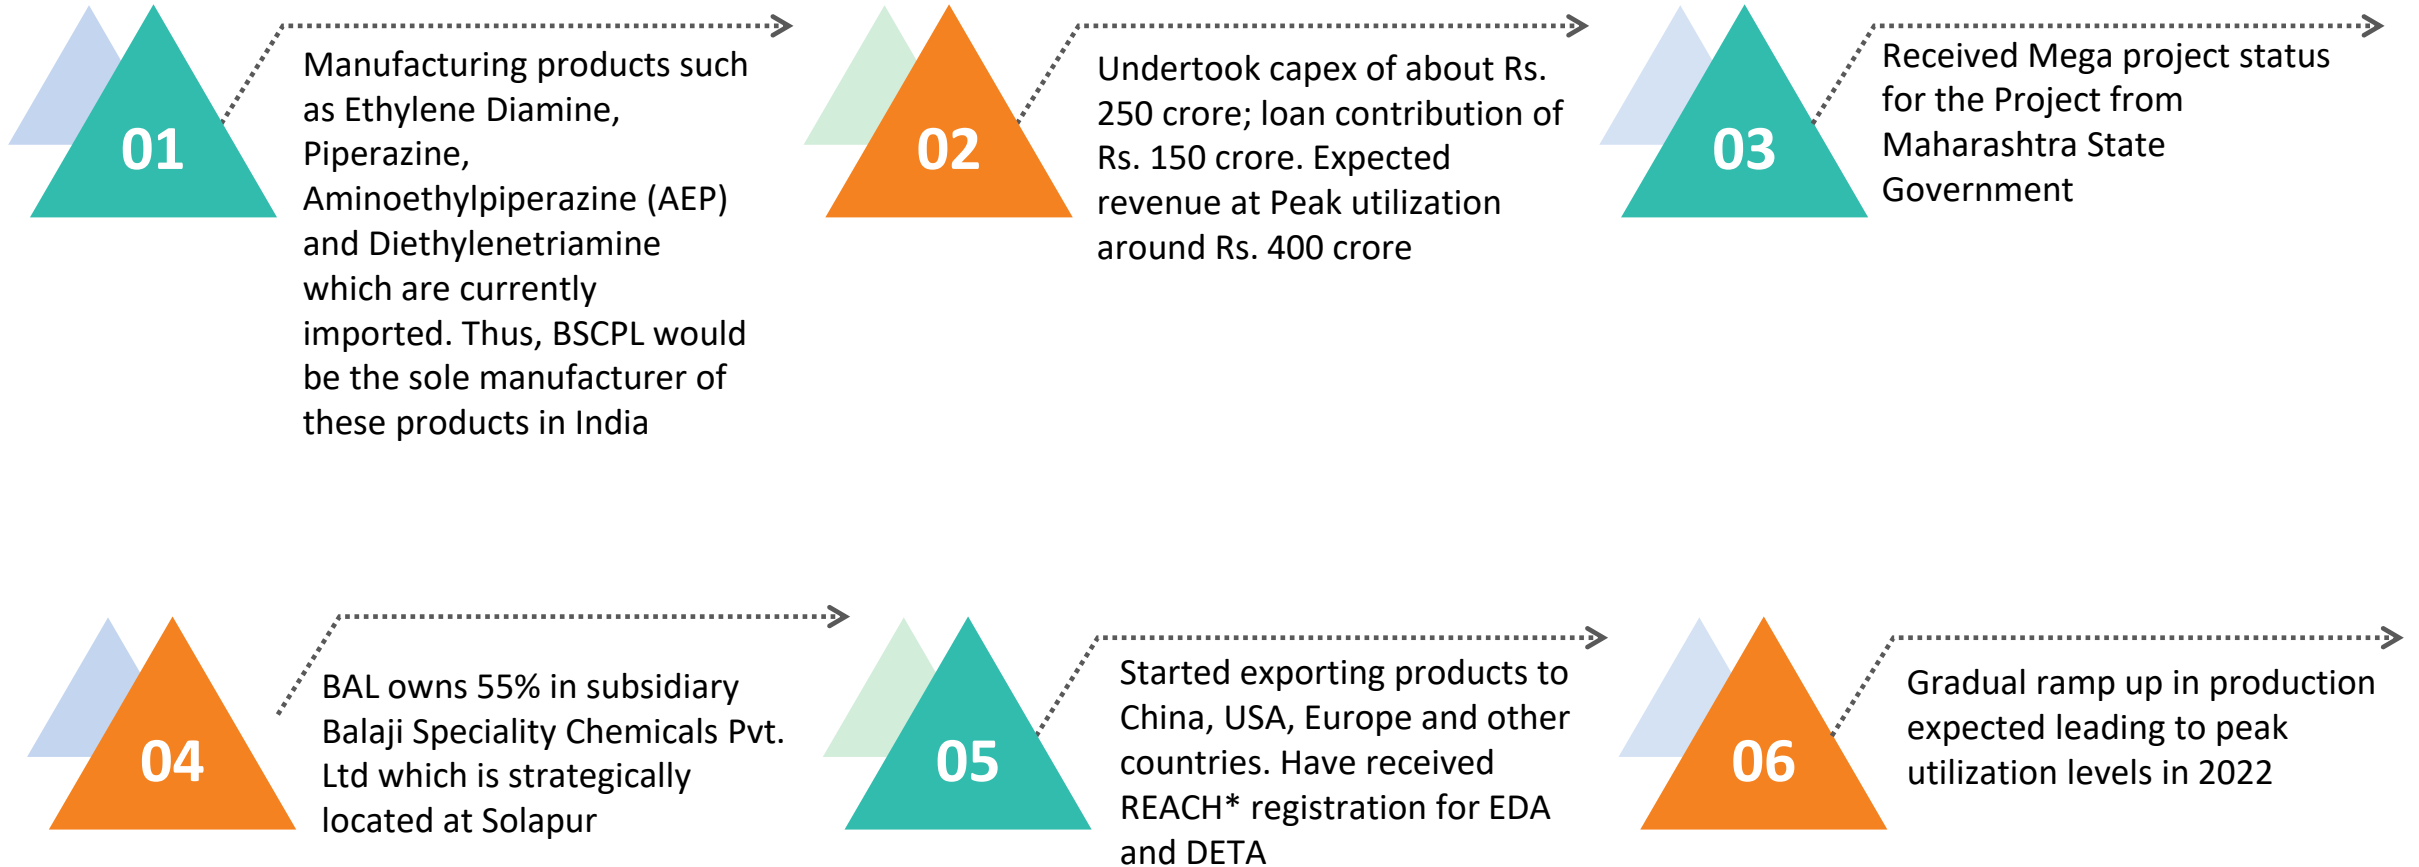 01
Manufacturing products such
as Ethylene Diamine,
Piperazine,
Aminoethylpiperazine (AEP)
and Diethylenetriamine
which are currently
imported. Thus, BSCPL would
be the sole manufacturer of
these products in India
02
Undertook capex of about Rs.
250 crore; loan contribution of
Rs. 150 crore. Expected
revenue at Peak utilization
around Rs. 400 crore
03
Received Mega project status
for the Project from
Maharashtra State
Government
04
BAL owns 55% in subsidiary
Balaji Speciality Chemicals Pvt.
Ltd which is strategically
located at Solapur
05
Started exporting products to
China, USA, Europe and other
countries. Have received
REACH* registration for EDA
and DETA
06
Gradual ramp up in production
expected leading to peak
utilization levels in 2022